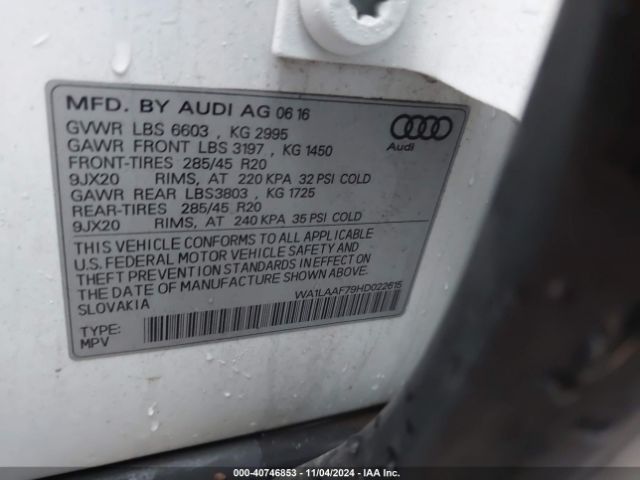 MFD. BY AUDI AG 06 16
GVWR LBS 6603 , KG 2995
GAWR FRONT LBS 3197 , KG 1450
FRONT-TIRES 285/45 R20
9JX20 RIMS, AT 220 KPA 32 PSI COLD
GAWR REAR LBS3803 , KG 1725
REAR-TIRES 285/45 R20
9JX20 RIMS, AT 240 KPA 35 PSI COLD
Audi
THIS VEHICLE CONFORMS TO ALL APPLICABLE
U.S. FEDERAL MOTOR VEHICLE SAFETY AND
THEFT PREVENTION STANDARDS IN EFFECT ON
THE DATE OF MANUFACTURE SHOWN ABOVE.
SLOVAKIA
WA1LAAF79HD022615
TYPE:
MPV
000-40746853 - 11/04/2024 - IAA Inc.